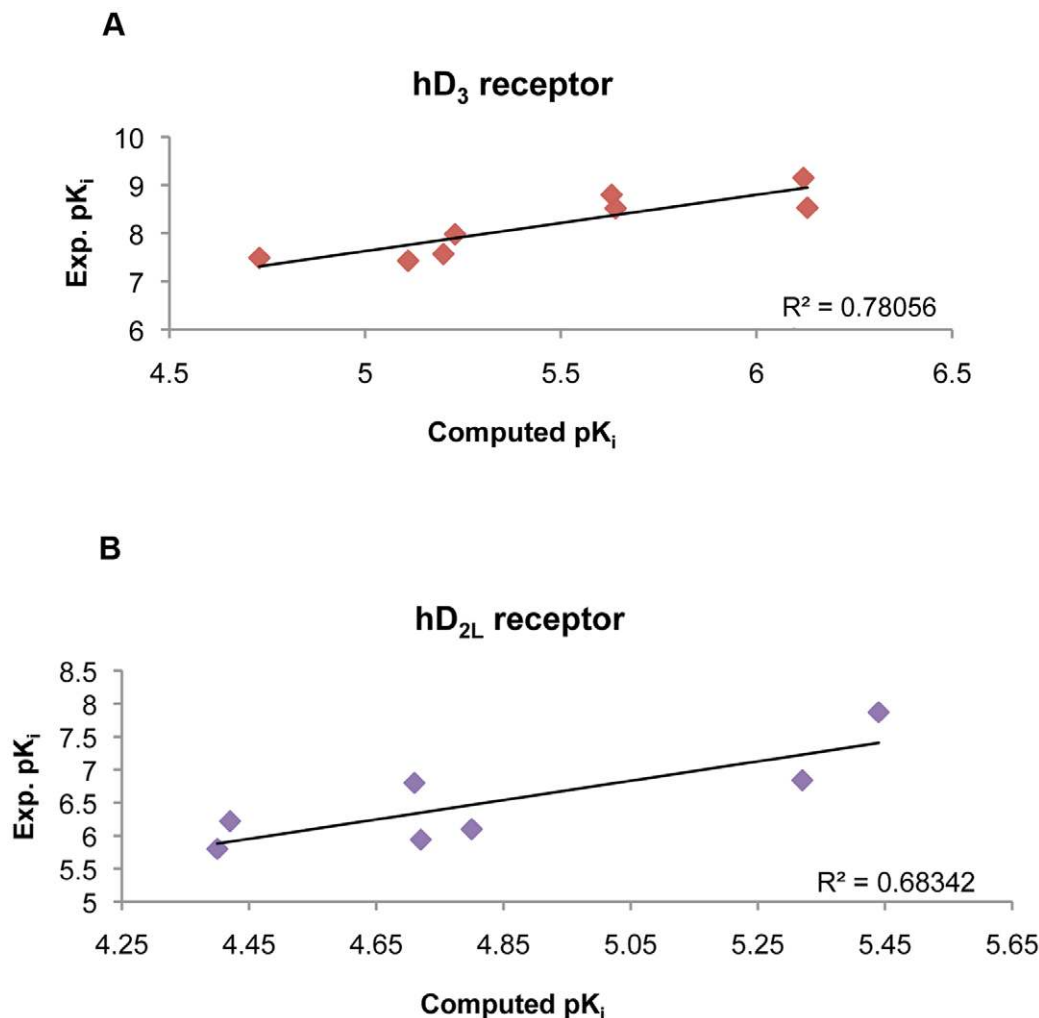 A
hD₃ receptor
Exp. pKᵢ
10
9
8
7
6
R² = 0.78056
4.5 5 5.5 6 6.5
Computed pKᵢ
B
hD₂L receptor
Exp. pKᵢ
8.5
8
7.5
7
6.5
6
5.5
5
R² = 0.68342
4.25 4.45 4.65 4.85 5.05 5.25 5.45 5.65
Computed pKᵢ